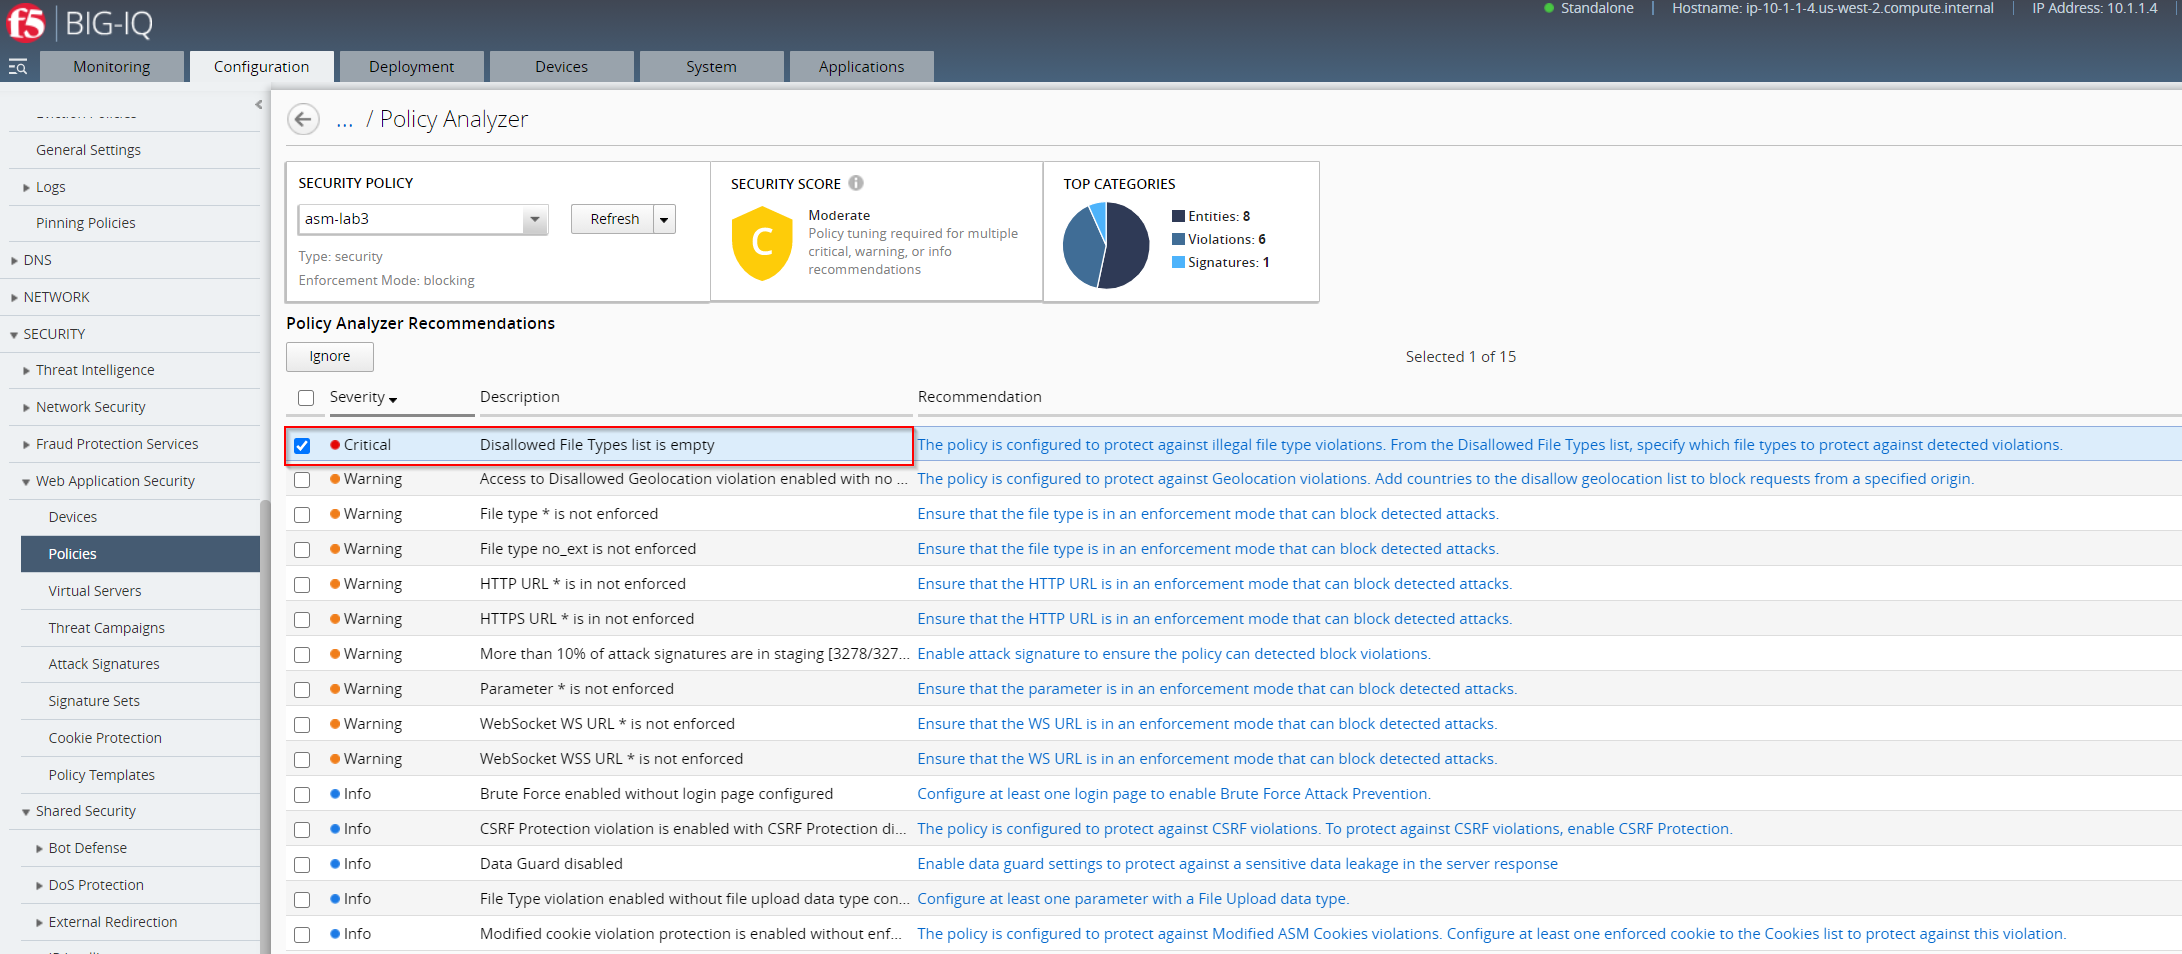 f5 BIG-IQ
Standalone
Hostname: ip-10-1-1-4.us-west-2.compute.internal
IP Address: 10.1.1.4
Monitoring
Configuration
Deployment
Devices
System
Applications
General Settings
Logs
Pinning Policies
DNS
NETWORK
SECURITY
Threat Intelligence
Network Security
Fraud Protection Services
Web Application Security
Devices
Policies
Virtual Servers
Threat Campaigns
Attack Signatures
Signature Sets
Cookie Protection
Policy Templates
Shared Security
Bot Defense
DoS Protection
External Redirection
... / Policy Analyzer
SECURITY POLICY
asm-lab3
Refresh
Type: security
Enforcement Mode: blocking
SECURITY SCORE
C
Moderate
Policy tuning required for multiple
critical, warning, or info
recommendations
TOP CATEGORIES
Entities: 8
Violations: 6
Signatures: 1
Policy Analyzer Recommendations
Ignore
Selected 1 of 15
Severity Description Recommendation
Critical Disallowed File Types list is empty The policy is configured to protect against illegal file type violations. From the Disallowed File Types list, specify which file types to protect against detected violations.
Warning Access to Disallowed Geolocation violation enabled with no ... The policy is configured to protect against Geolocation violations. Add countries to the disallow geolocation list to block requests from a specified origin.
Warning File type * is not enforced Ensure that the file type is in an enforcement mode that can block detected attacks.
Warning File type no_ext is not enforced Ensure that the file type is in an enforcement mode that can block detected attacks.
Warning HTTP URL * is in not enforced Ensure that the HTTP URL is in an enforcement mode that can block detected attacks.
Warning HTTPS URL * is in not enforced Ensure that the HTTP URL is in an enforcement mode that can block detected attacks.
Warning More than 10% of attack signatures are in staging [3278/327... Enable attack signature to ensure the policy can detected block violations.
Warning Parameter * is not enforced Ensure that the parameter is in an enforcement mode that can block detected attacks.
Warning WebSocket WS URL * is not enforced Ensure that the WS URL is in an enforcement mode that can block detected attacks.
Warning WebSocket WSS URL * is not enforced Ensure that the WS URL is in an enforcement mode that can block detected attacks.
Info Brute Force enabled without login page configured Configure at least one login page to enable Brute Force Attack Prevention.
Info CSRF Protection violation is enabled with CSRF Protection di... The policy is configured to protect against CSRF violations. To protect against CSRF violations, enable CSRF Protection.
Info Data Guard disabled Enable data guard settings to protect against a sensitive data leakage in the server response
Info File Type violation enabled without file upload data type con... Configure at least one parameter with a File Upload data type.
Info Modified cookie violation protection is enabled without enf... The policy is configured to protect against Modified ASM Cookies violations. Configure at least one enforced cookie to the Cookies list to protect against this violation.